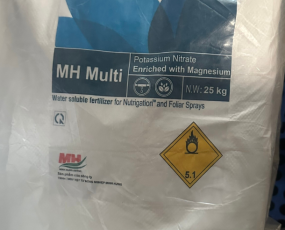 Potassium Nitrate
Enriched with Magnesium
MH Multi
N.W: 25 kg
Water soluble fertilizer for Nutrigation™ and Foliar Sprays
MH
5.1